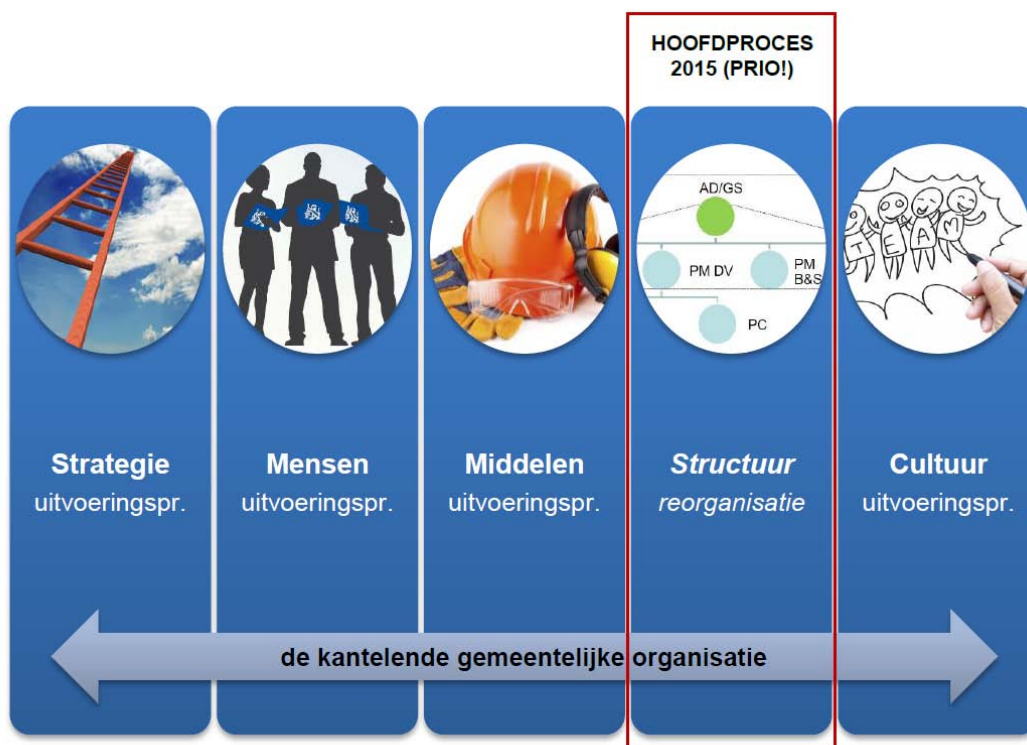 HOOFDPROCES
2015 (PRIO!)
AD/GS
PM DV
PM
B&S
PC
TEAM
Strategie
uitvoeringspr.
Mensen
uitvoeringspr.
Middelen
uitvoeringspr.
Structuur
reorganisatie
Cultuur
uitvoeringspr.
de kantelende gemeentelijke organisatie